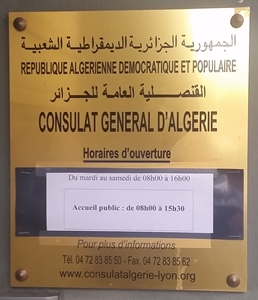 الجمهورية الجزائرية الديمقراطية الشعبية
REPUBLIQUE ALGERIENNE DEMOCRATIQUE ET POPULAIRE
القنصلية العامة للجزائر
CONSULAT GENERAL D'ALGERIE
Horaires d'ouverture
Du mardi au samedi de 08h00 à 16h00
Accueil public : de 08h00 à 15h30
Pour plus d'informations
Tél. 04 72 83 85 50 - Fax. 04 72 83 85 62
www.consulatalgerie-lyon.org